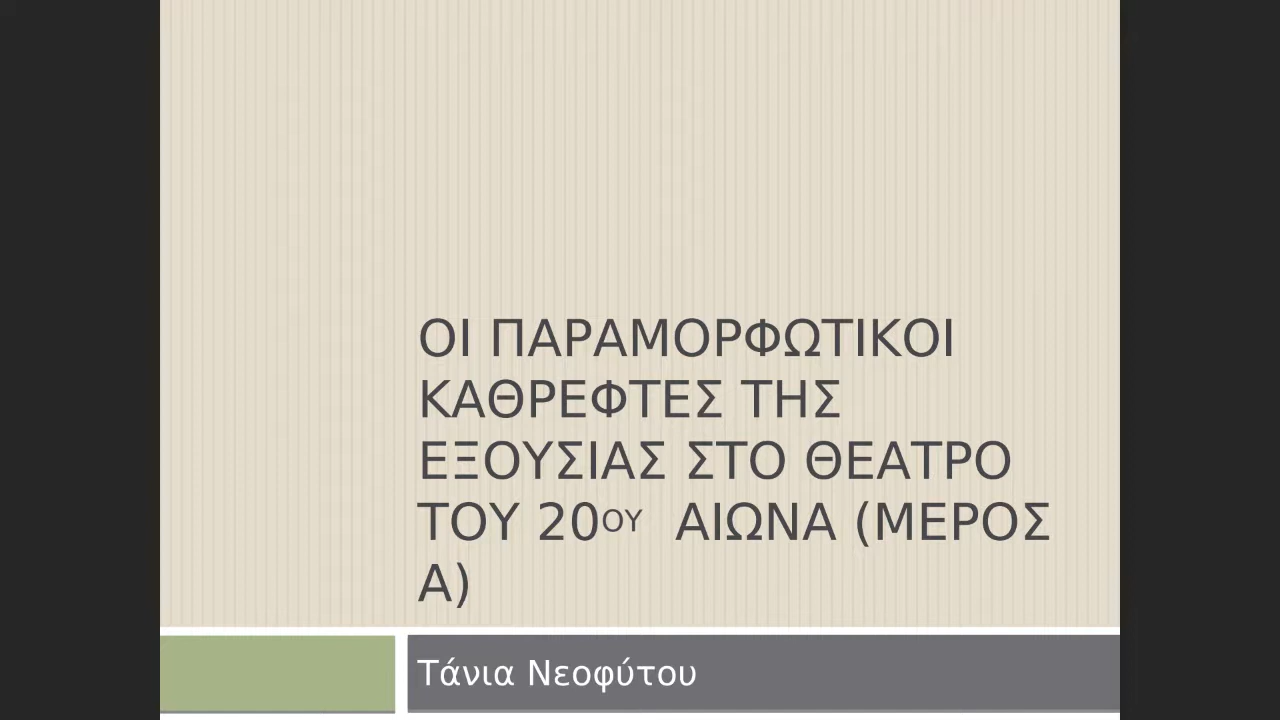 ΟΙ ΠΑΡΑΜΟΡΦΩΤΙΚΟΙ
ΚΑΘΡΕΦΤΕΣ ΤΗΣ
ΕΞΟΥΣΙΑΣ ΣΤΟ ΘΕΑΤΡΟ
ΤΟΥ 20ΟΥ ΑΙΩΝΑ (ΜΕΡΟΣ
Α)
Τάνια Νεοφύτου